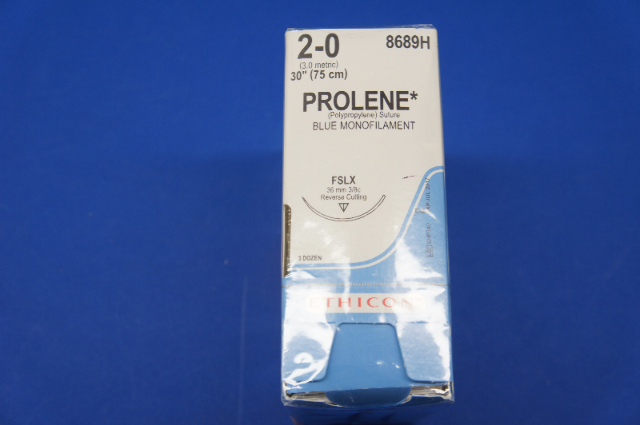 2-0
8689H
(3.0 metric)
30" (75 cm)
PROLENE*
(Polypropylene) Suture
BLUE MONOFILAMENT
FSLX
36 mm 3/8c
Reverse Cutting
3 DOZEN
ETHICON